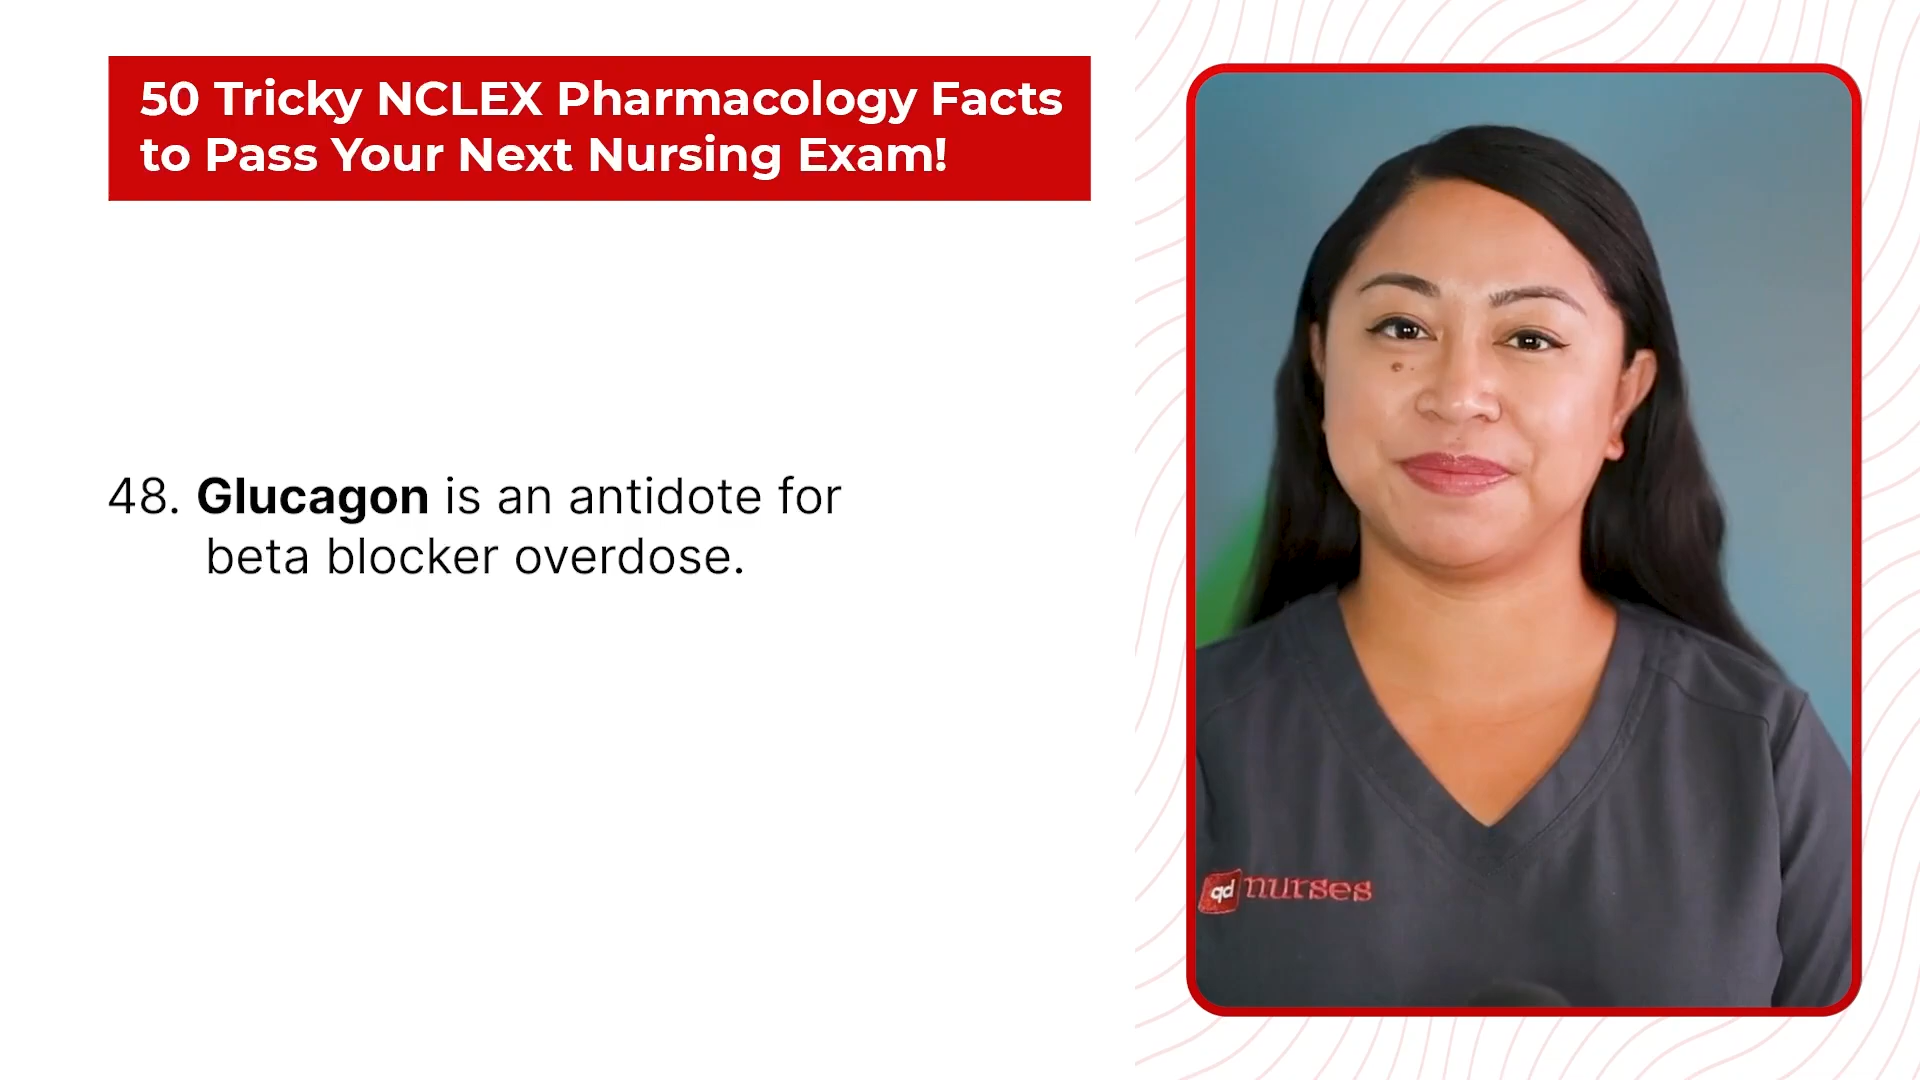 50 Tricky NCLEX Pharmacology Facts
to Pass Your Next Nursing Exam!
48. Glucagon is an antidote for
beta blocker overdose.
qd nurses